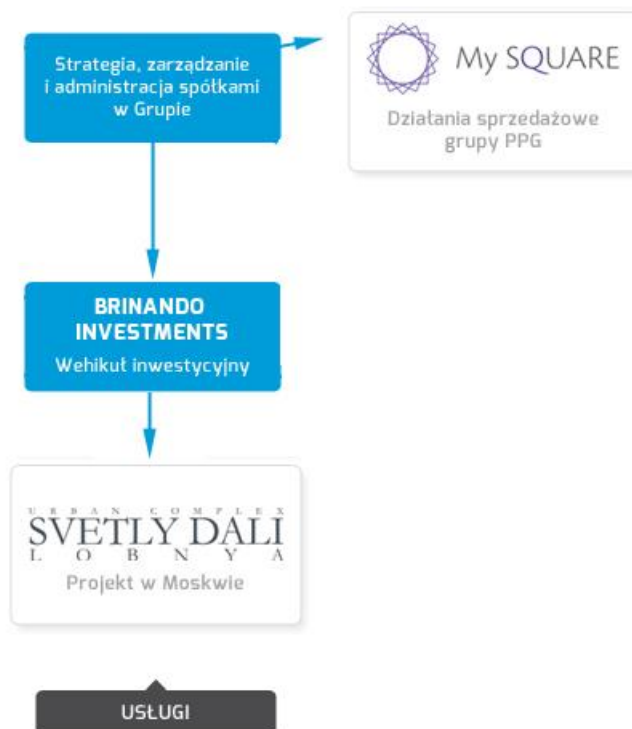 Strategia, zarządzanie
i administracja spółkami
w Grupie
My SQUARE
Działania sprzedażowe
grupy PPG
BRINANDO
INVESTMENTS
Wehikuł inwestycyjny
URBAN COMPLEX
SVETLY DALI
LOBNYA
Projekt w Moskwie
USŁUGI